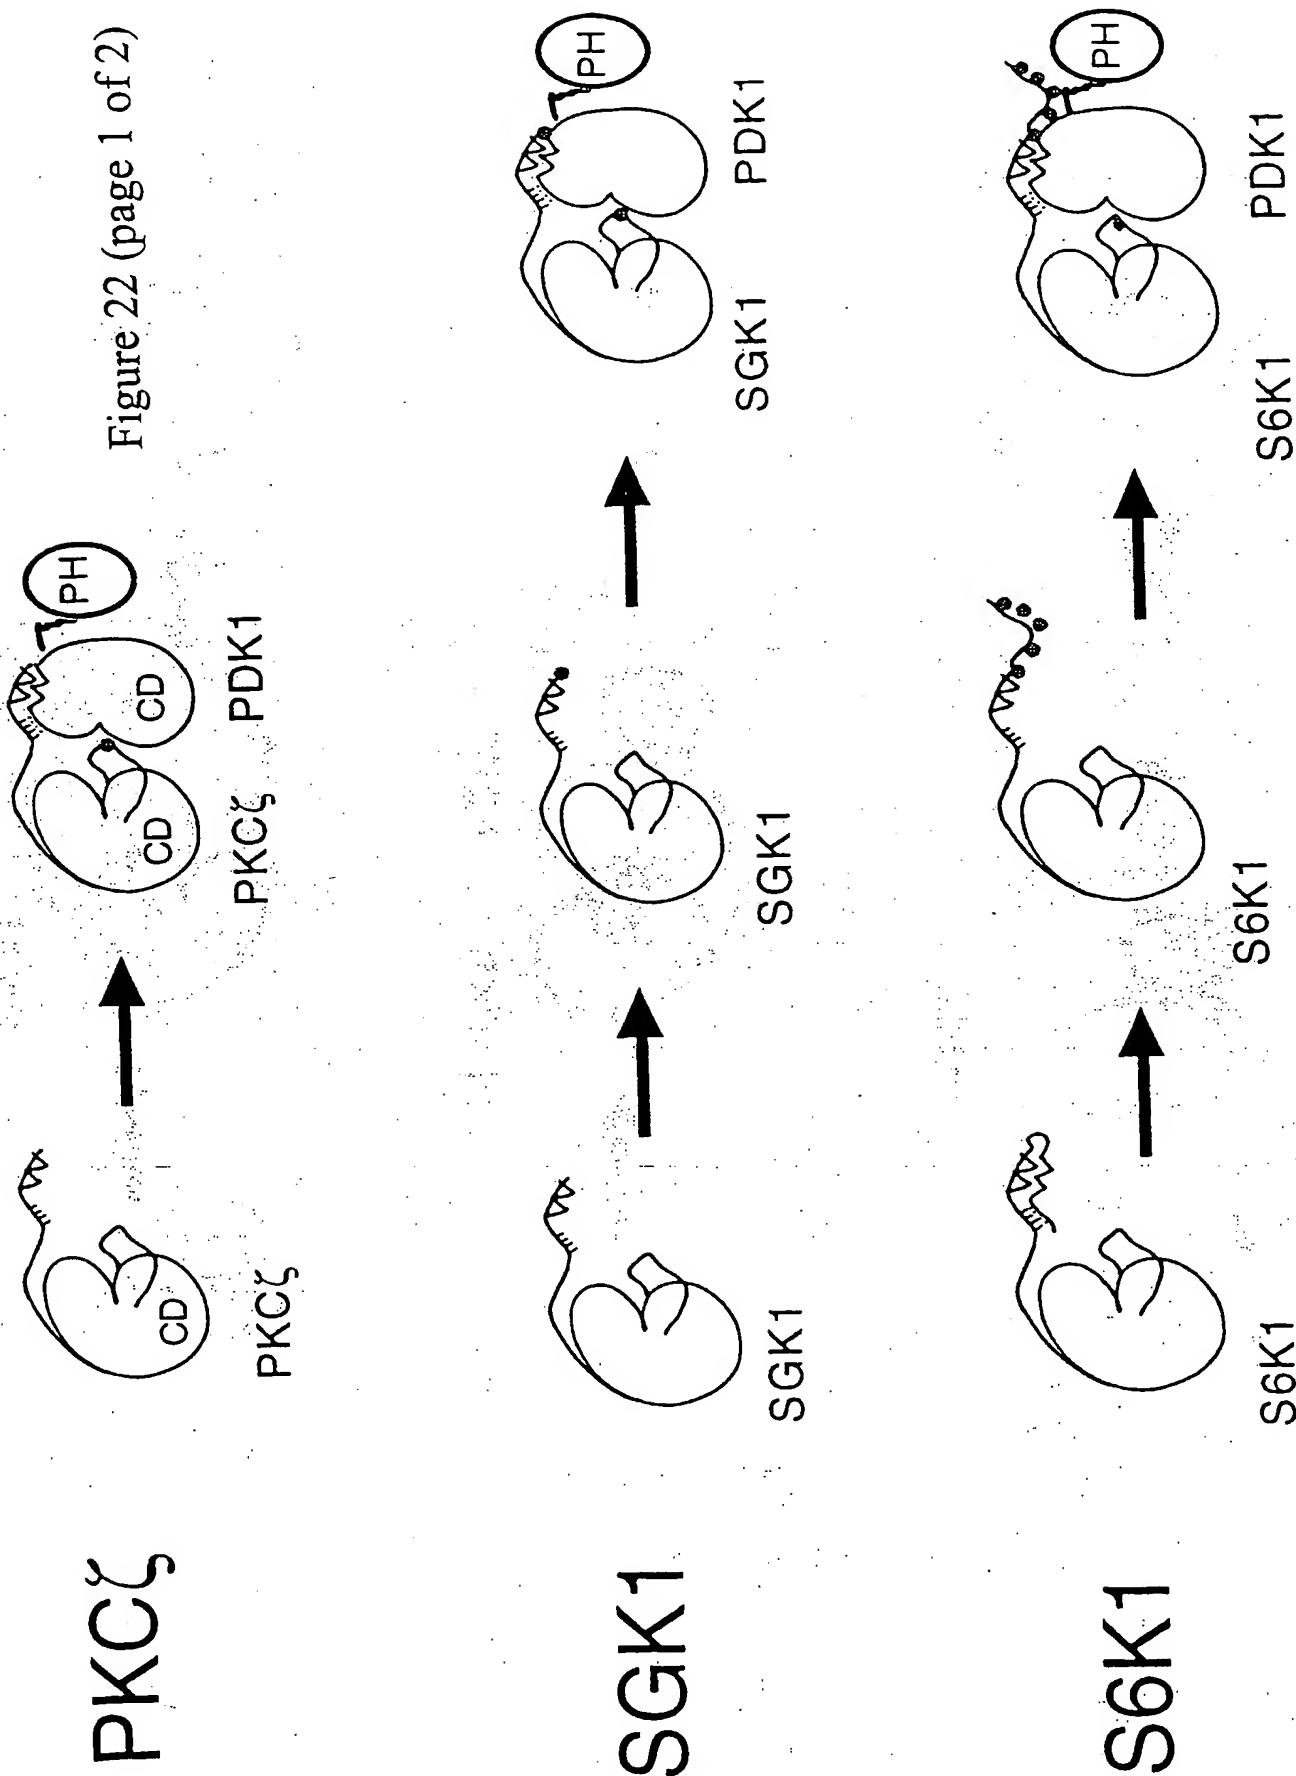 Figure 22 (page 1 of 2)
PKCζ
CD
PKCζ
CD
CD
PH
PKCζ
PDK1
SGK1
SGK1
SGK1
PH
SGK1
PDK1
S6K1
S6K1
S6K1
PH
S6K1
PDK1